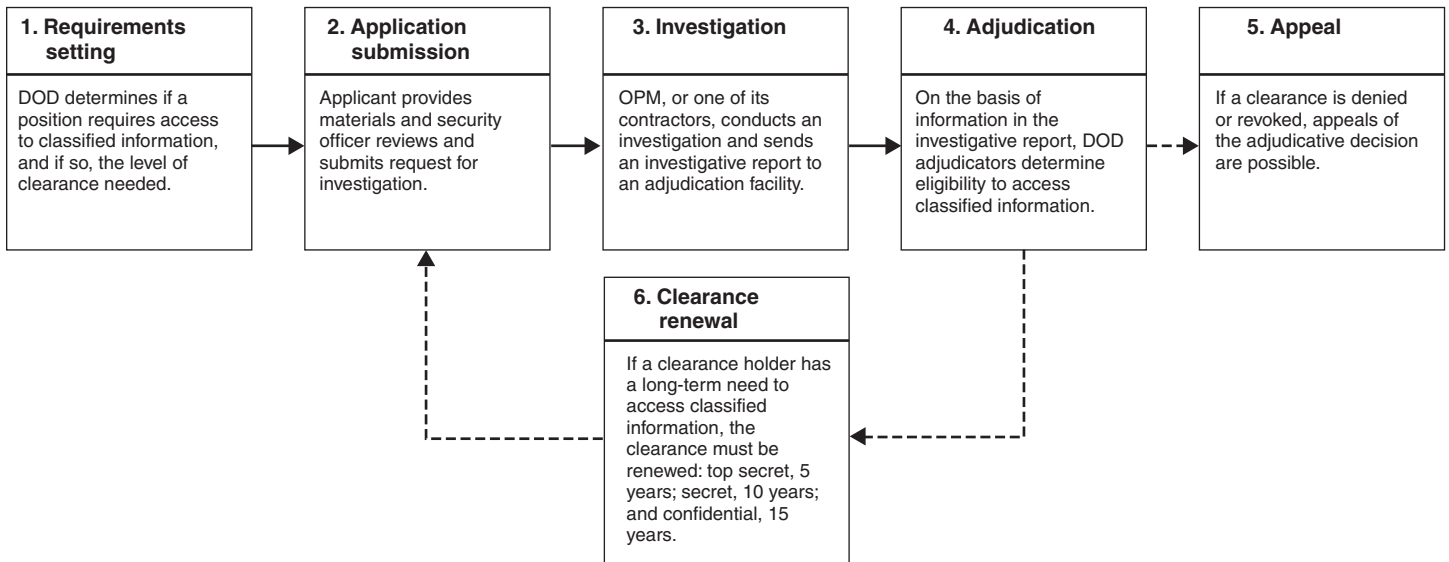 1. Requirements
setting
DOD determines if a
position requires access
to classified information,
and if so, the level of
clearance needed.
2. Application
submission
Applicant provides
materials and security
officer reviews and
submits request for
investigation.
3. Investigation
OPM, or one of its
contractors, conducts an
investigation and sends
an investigative report to
an adjudication facility.
4. Adjudication
On the basis of
information in the
investigative report, DOD
adjudicators determine
eligibility to access
classified information.
5. Appeal
If a clearance is denied
or revoked, appeals of
the adjudicative decision
are possible.
6. Clearance
renewal
If a clearance holder has
a long-term need to
access classified
information, the
clearance must be
renewed: top secret, 5
years; secret, 10 years;
and confidential, 15
years.